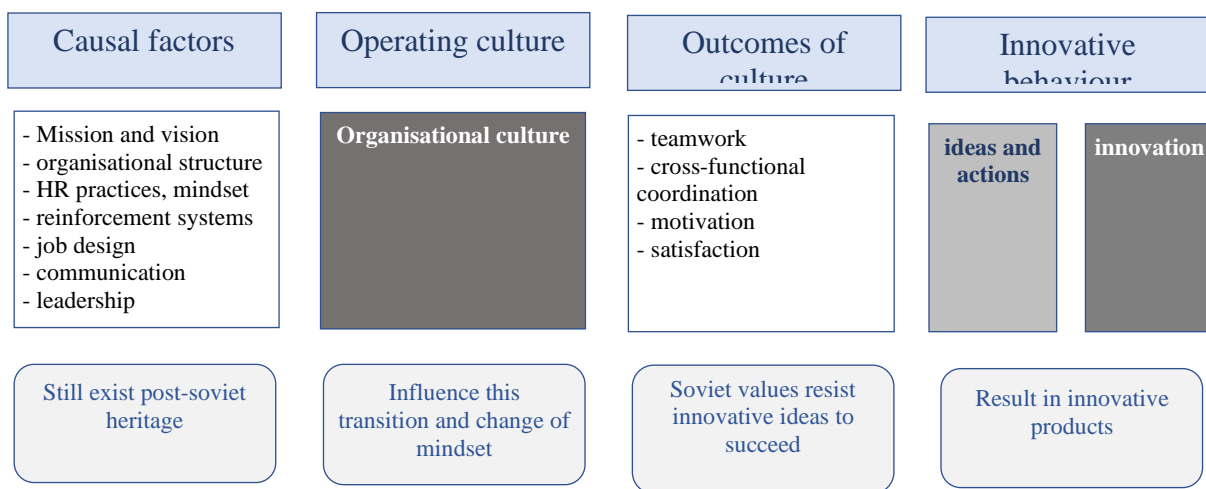 Causal factors
Operating culture
Outcomes of
culture
Innovative
behaviour
- Mission and vision
- organisational structure
- HR practices, mindset
- reinforcement systems
- job design
- communication
- leadership
Organisational culture
- teamwork
- cross-functional
coordination
- motivation
- satisfaction
ideas and
actions
innovation
Still exist post-soviet
heritage
Influence this
transition and change of
mindset
Soviet values resist
innovative ideas to
succeed
Result in innovative
products